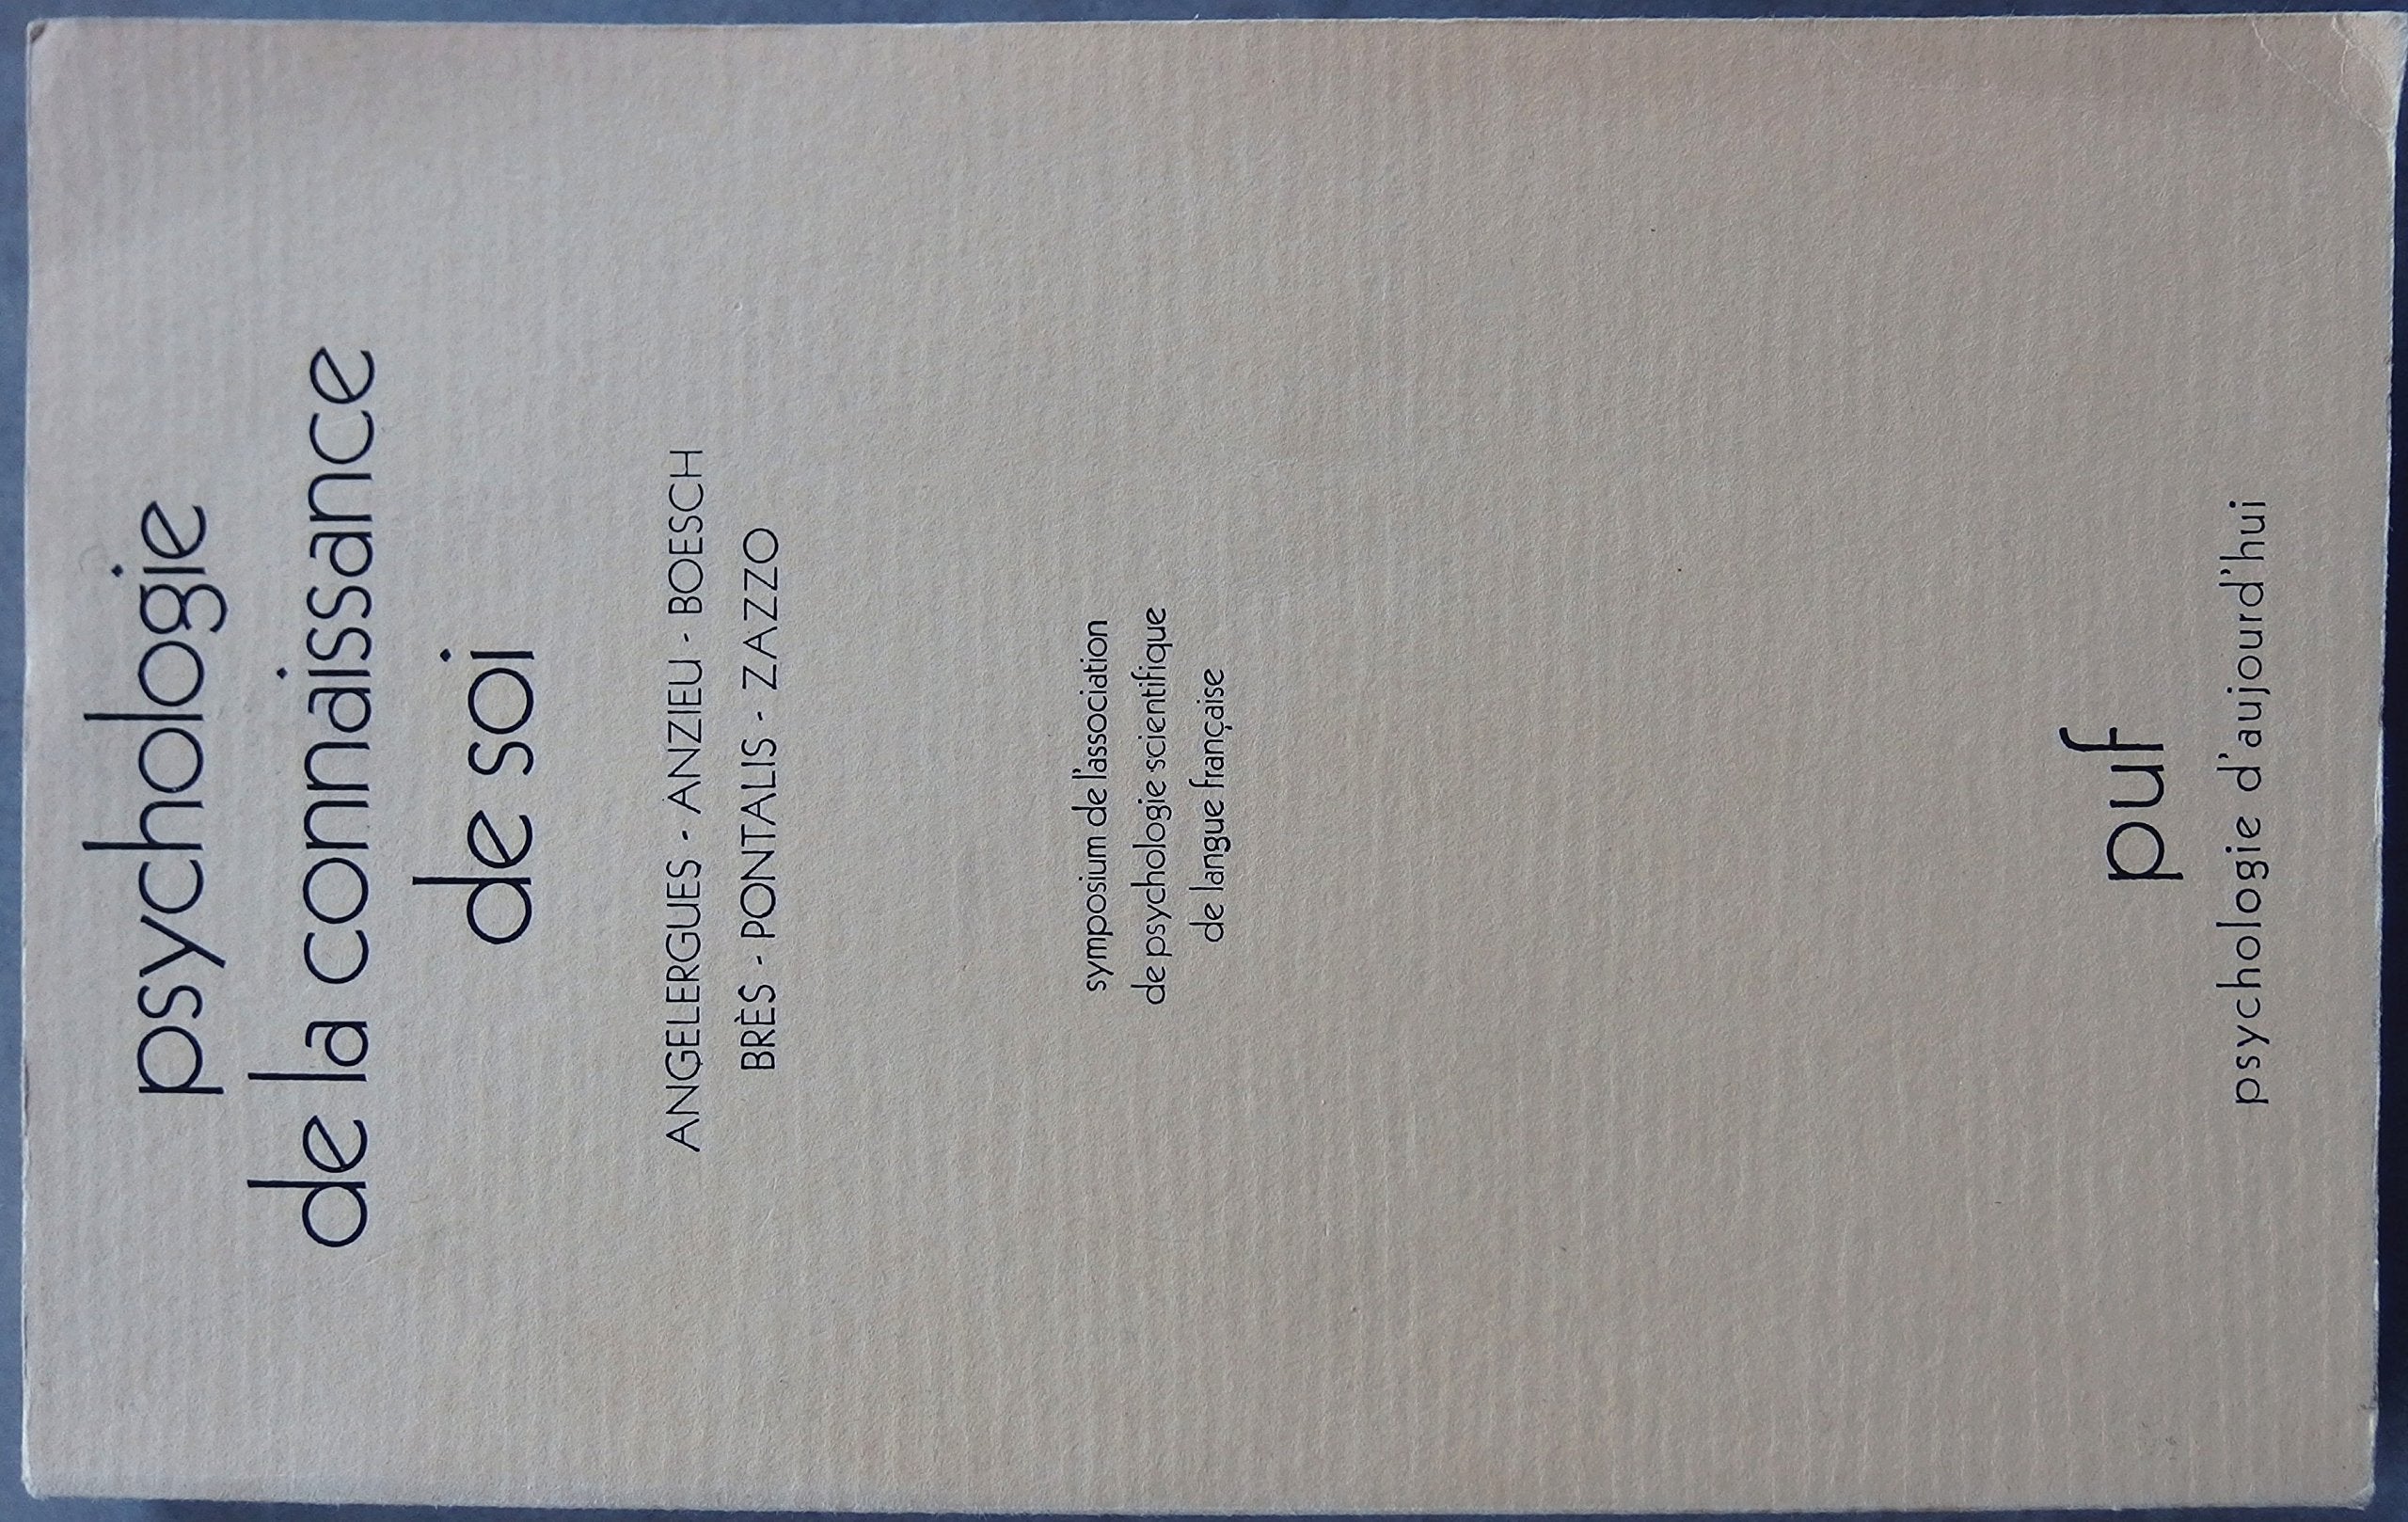 psychologie
de la connaissance
de soi
ANGELERGUES - ANZIEU - BOESCH
BRÈS - PONTALIS - ZAZZO
symposium de l'association
de psychologie scientifique
de langue française
puf
psychologie d'aujourd'hui